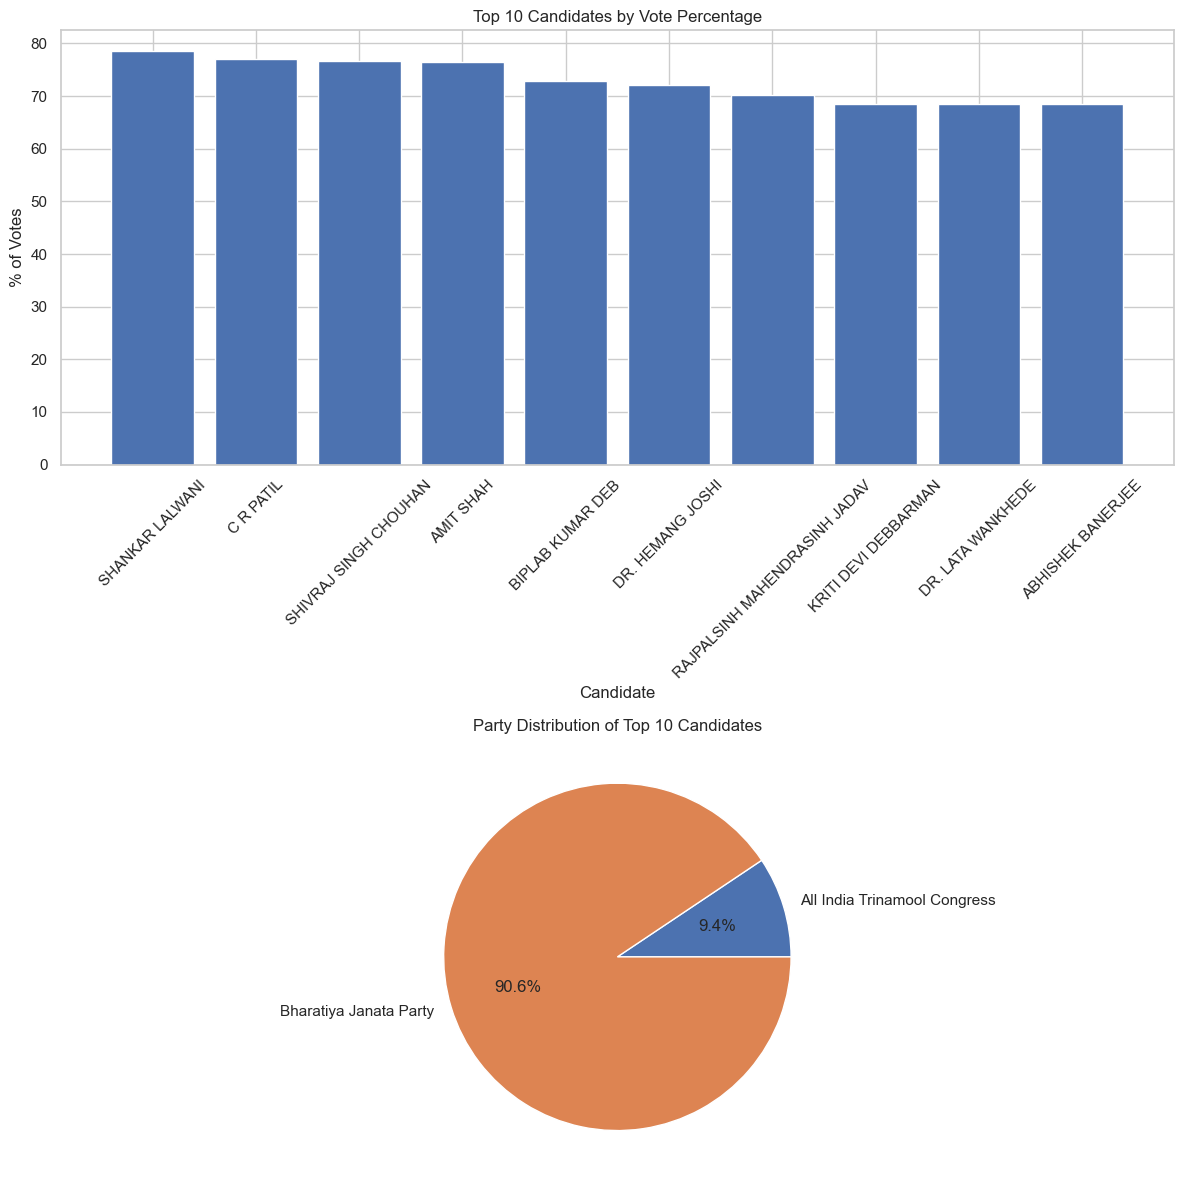 Top 10 Candidates by Vote Percentage
% of Votes
80
70
60
50
40
30
20
10
0
SHANKAR LALWANI
C R PATIL
SHIVRAJ SINGH CHOUHAN
AMIT SHAH
BIPLAB KUMAR DEB
DR. HEMANG JOSHI
RAJPALSINH MAHENDRASINH JADAV
KRITI DEVI DEBBARMAN
DR. LATA WANKHEDE
ABHISHEK BANERJEE
Candidate
Party Distribution of Top 10 Candidates
All India Trinamool Congress
9.4%
90.6%
Bharatiya Janata Party